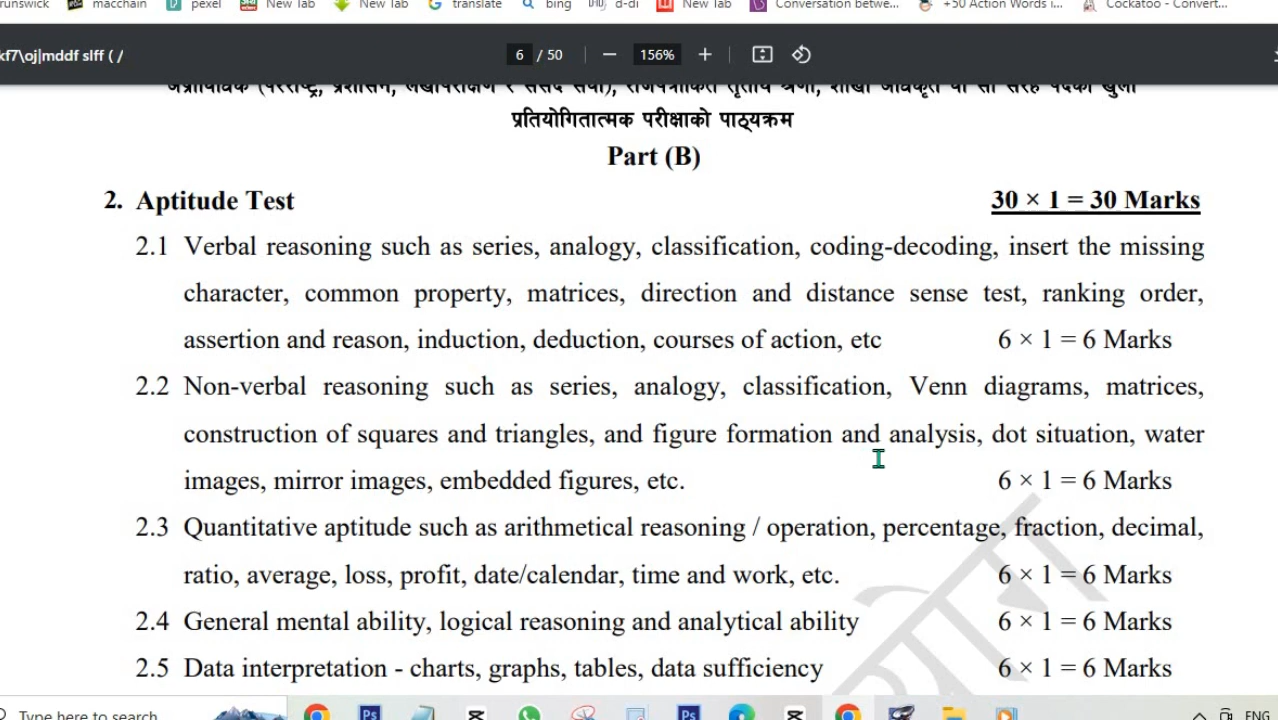 macchain pexel New Tab New Tab translate bing d-di New Tab Conversation betwe... +50 Action Words i... Cockatoo - Convert...
kf7\oj|mddf slff ( / 6 / 50 156%
प्रतियोगितात्मक परीक्षाको पाठ्यक्रम
Part (B)
2. Aptitude Test 30 × 1 = 30 Marks
2.1 Verbal reasoning such as series, analogy, classification, coding-decoding, insert the missing
character, common property, matrices, direction and distance sense test, ranking order,
assertion and reason, induction, deduction, courses of action, etc 6 × 1 = 6 Marks
2.2 Non-verbal reasoning such as series, analogy, classification, Venn diagrams, matrices,
construction of squares and triangles, and figure formation and analysis, dot situation, water
images, mirror images, embedded figures, etc. 6 × 1 = 6 Marks
2.3 Quantitative aptitude such as arithmetical reasoning / operation, percentage, fraction, decimal,
ratio, average, loss, profit, date/calendar, time and work, etc. 6 × 1 = 6 Marks
2.4 General mental ability, logical reasoning and analytical ability 6 × 1 = 6 Marks
2.5 Data interpretation - charts, graphs, tables, data sufficiency 6 × 1 = 6 Marks
Type here to search ENG